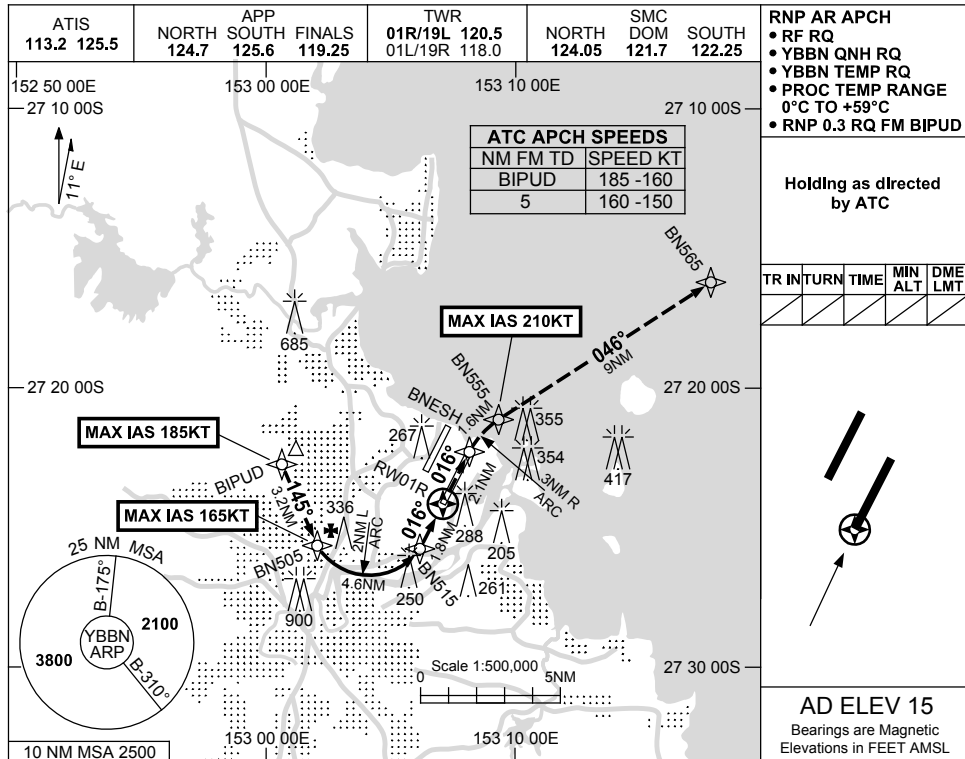 ATIS
113.2 125.5
APP
NORTH SOUTH FINALS
124.7 125.6 119.25
TWR
01R/19L 120.5
01L/19R 118.0
SMC
NORTH DOM SOUTH
124.05 121.7 122.25
RNP AR APCH
• RF RQ
• YBBN QNH RQ
• YBBN TEMP RQ
• PROC TEMP RANGE
0°C TO +59°C
• RNP 0.3 RQ FM BIPUD
Holding as directed
by ATC
TR IN TURN TIME MIN ALT DME LMT
152 50 00E
153 00 00E
153 10 00E
27 10 00S
27 10 00S
11° E
ATC APCH SPEEDS
NM FM TD SPEED KT
BIPUD 185 -160
5 160 -150
BN565
685
MAX IAS 210KT
046°
9NM
27 20 00S
27 20 00S
BN555
BNESH
1.6NM
355
354
417
267
MAX IAS 185KT
BIPUD
145°
3.2NM
RW01R
016°
2.1NM
3NM R
ARC
MAX IAS 165KT
336
2NM L
ARC
016°
1.8NM
288
205
BN505
4.6NM
BN515
250
261
900
25 NM MSA
B-175°
2100
YBBN
ARP
3800
B-310°
Scale 1:500,000
0 5NM
27 30 00S
27 30 00S
10 NM MSA 2500
153 00 00E
153 10 00E
AD ELEV 15
Bearings are Magnetic
Elevations in FEET AMSL